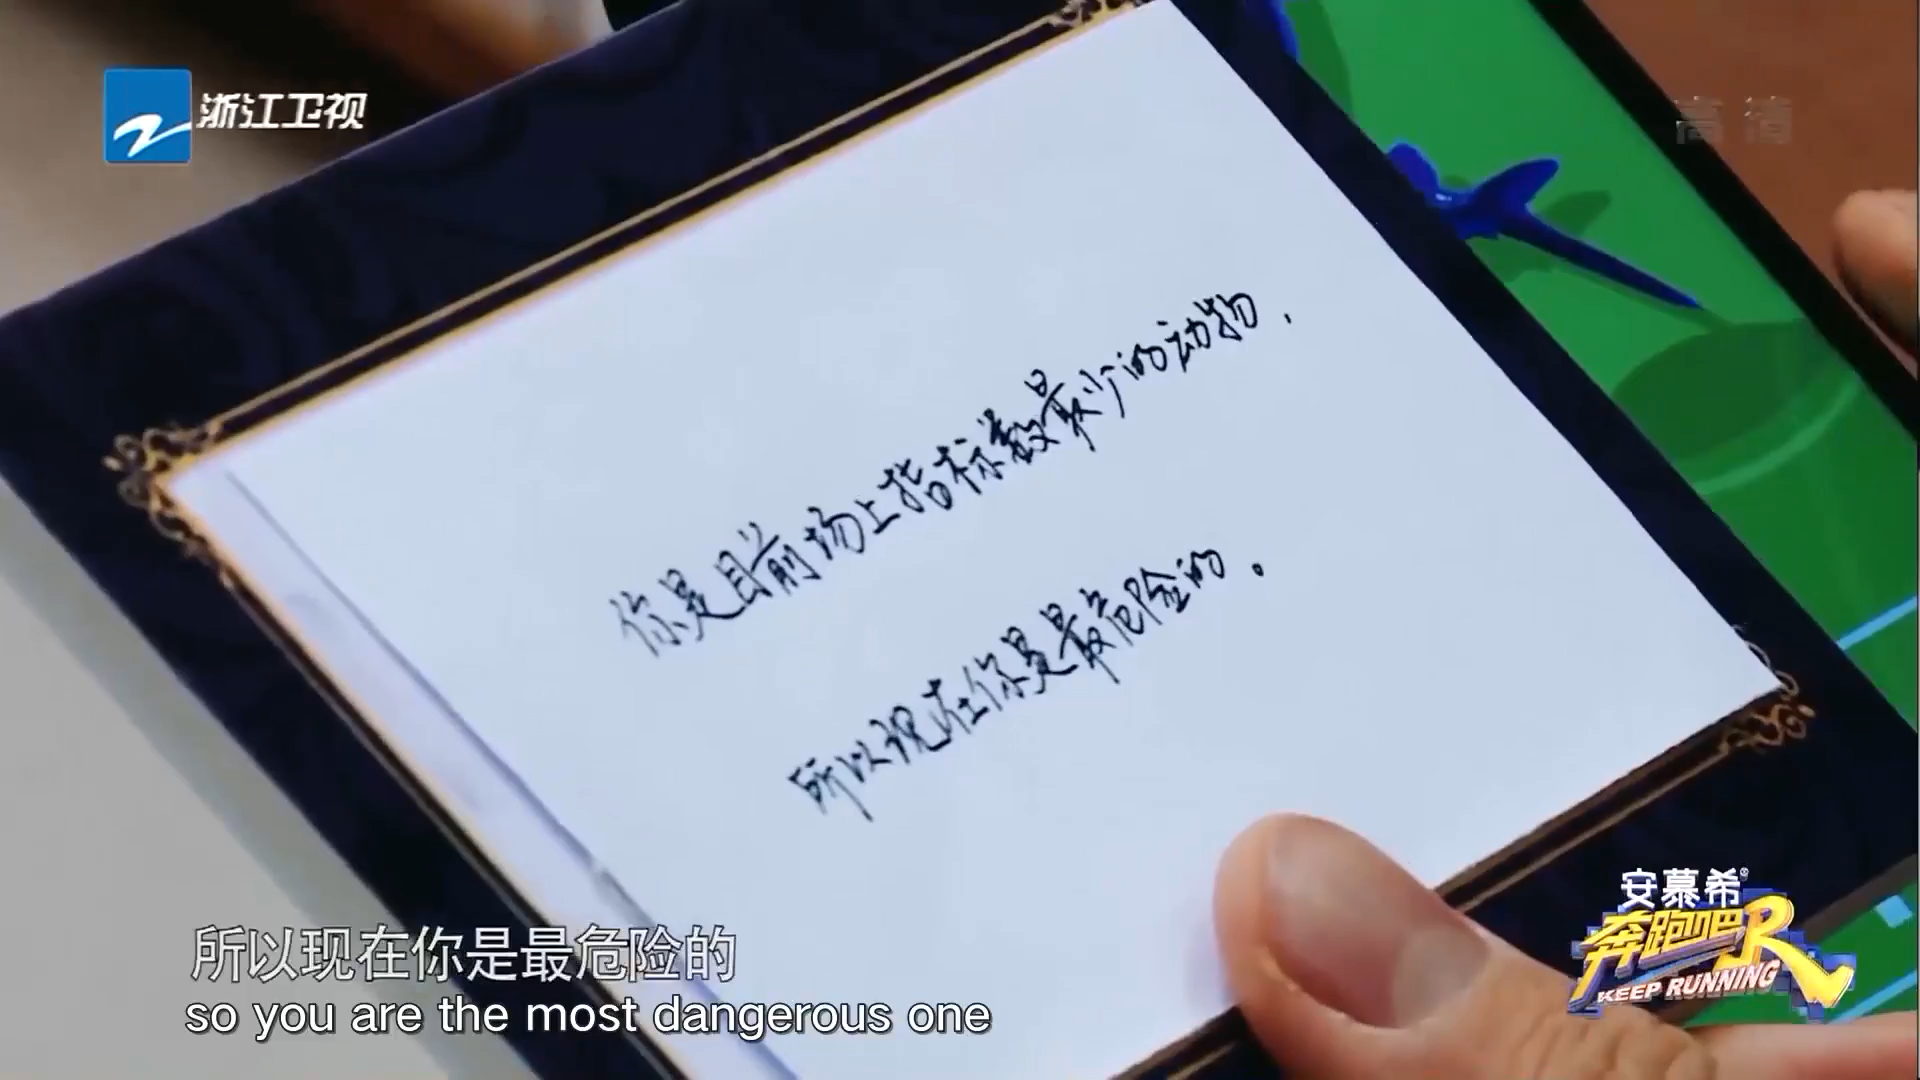 浙江卫视
高清
你是目前场上指标数最少的动物，
所以现在你是最危险的。
安慕希
奔跑吧
KEEP RUNNING
所以现在你是最危险的
so you are the most dangerous one